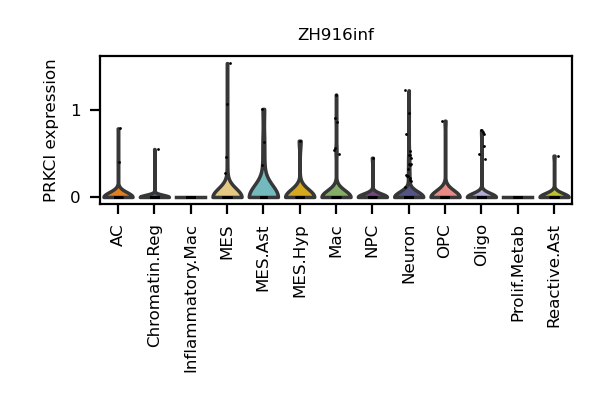 ZH916inf
PRKCI expression
1
0
AC
Chromatin.Reg
Inflammatory.Mac
MES
MES.Ast
MES.Hyp
Mac
NPC
Neuron
OPC
Oligo
Prolif.Metab
Reactive.Ast